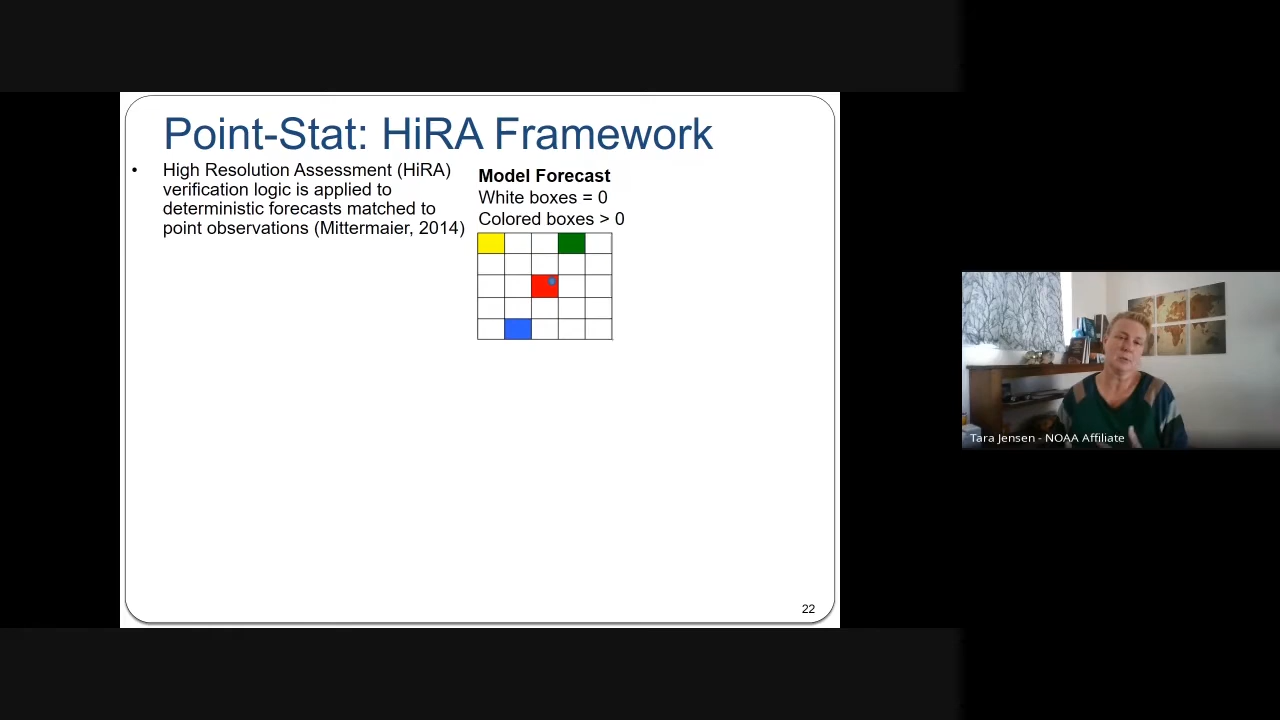 Point-Stat: HiRA Framework
• High Resolution Assessment (HiRA)
verification logic is applied to
deterministic forecasts matched to
point observations (Mittermaier, 2014)
Model Forecast
White boxes = 0
Colored boxes > 0
22
Tara Jensen - NOAA Affiliate